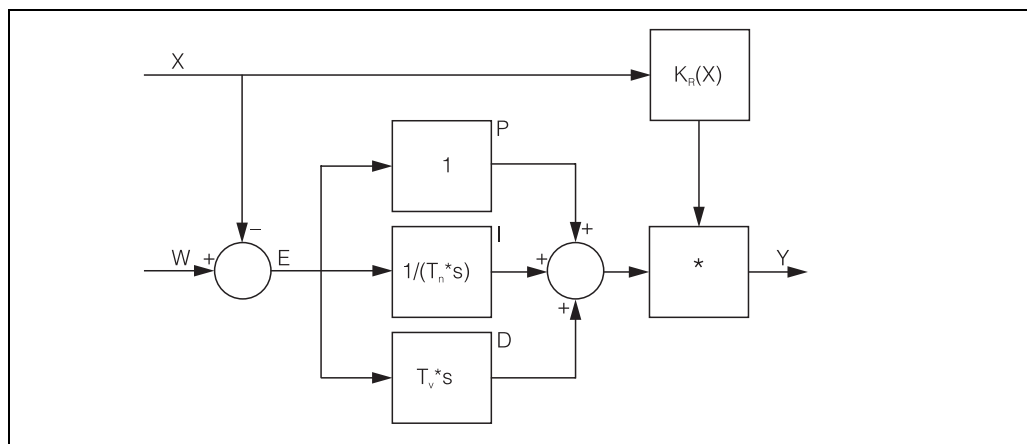 X
K_R(X)
P
1
+
−
W
+
E
I
1/(T_n*s)
+
*
Y
+
D
T_v*s